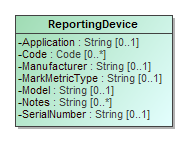 ReportingDevice
-Application : String [0..1]
-Code : Code [0..*]
-Manufacturer : String [0..1]
-MarkMetricType : String [0..1]
-Model : String [0..1]
-Notes : String [0..*]
-SerialNumber : String [0..1]